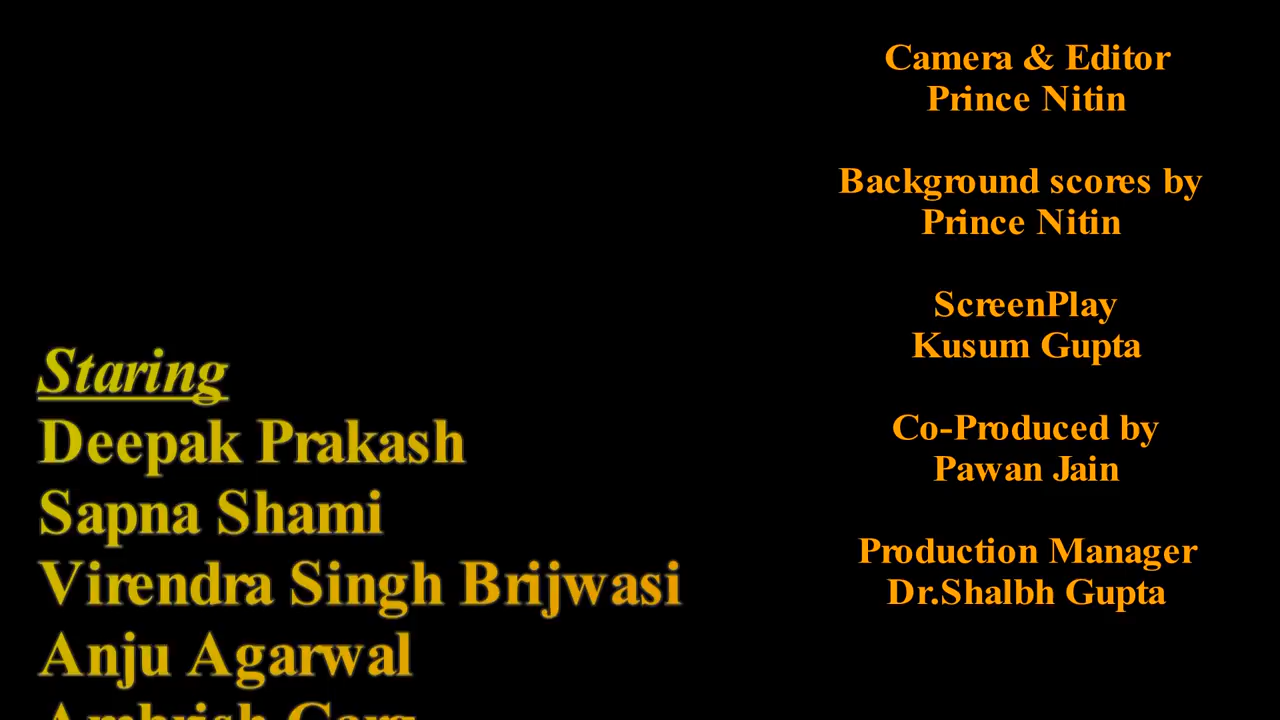 Camera & Editor
Prince Nitin
Background scores by
Prince Nitin
ScreenPlay
Kusum Gupta
Co-Produced by
Pawan Jain
Production Manager
Dr.Shalbh Gupta
Staring
Deepak Prakash
Sapna Shami
Virendra Singh Brijwasi
Anju Agarwal